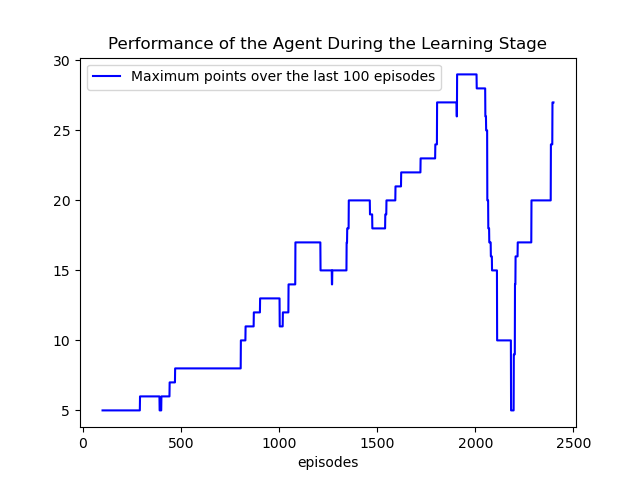 Performance of the Agent During the Learning Stage
Maximum points over the last 100 episodes
30
25
20
15
10
5
0 500 1000 1500 2000 2500
episodes